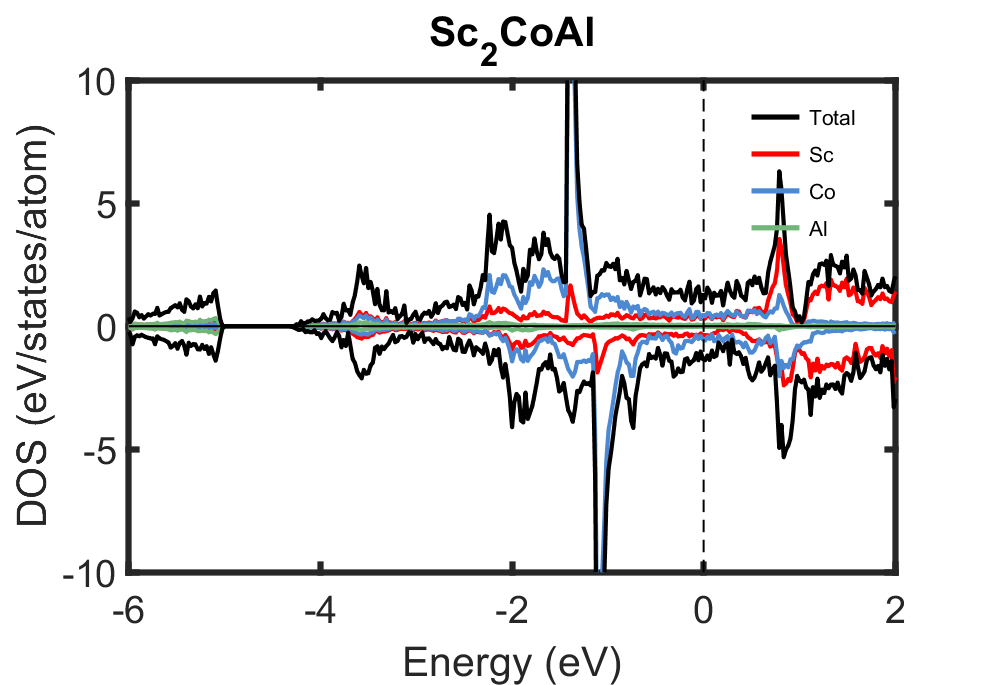 Sc2CoAl
DOS (eV/states/atom)
10
5
0
-5
-10
Total
Sc
Co
Al
-6 -4 -2 0 2
Energy (eV)